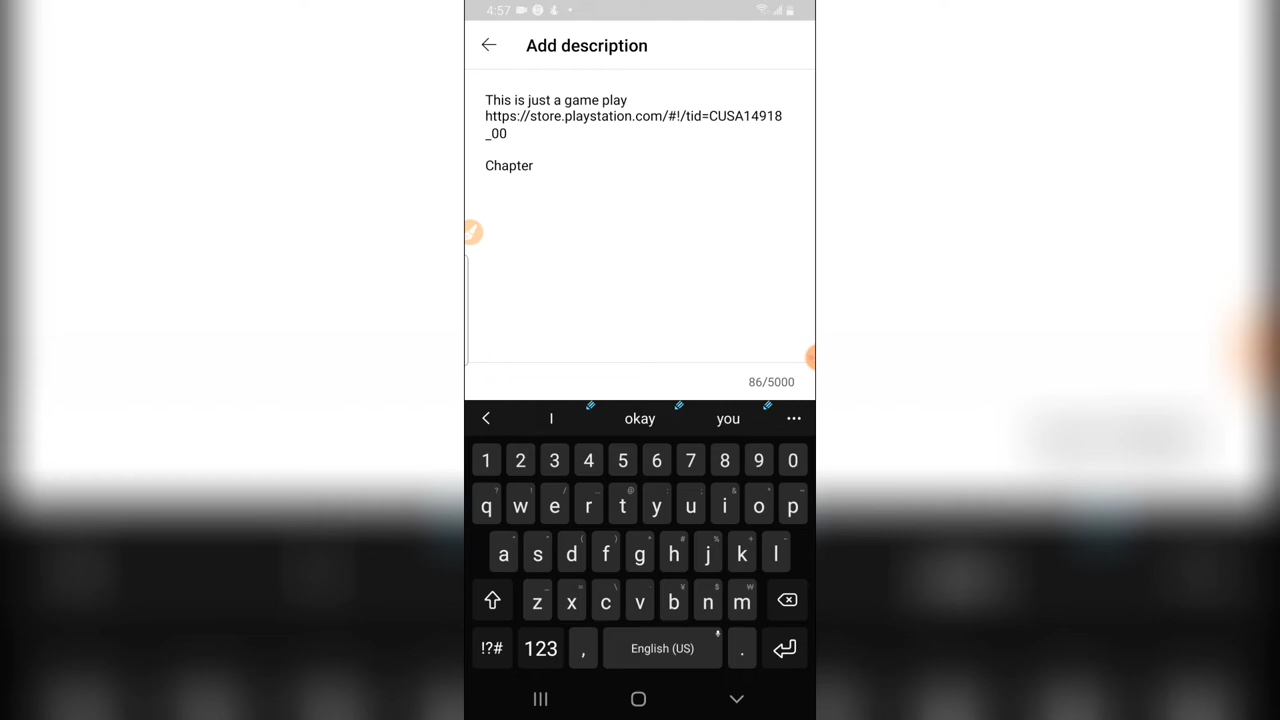 4:57
Add description
This is just a game play
https://store.playstation.com/#!/tid=CUSA14918
_00
Chapter
86/5000
I okay you
1 2 3 4 5 6 7 8 9 0
q w e r t y u i o p
a s d f g h j k l
z x c v b n m
!?# 123 , English (US) .